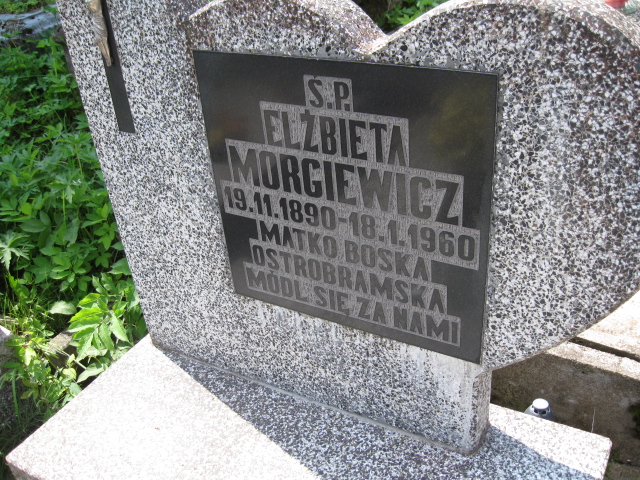 Ś.P.
ELŻBIETA
MORGIEWICZ
19.11.1890-18.1.1960
MATKO BOSKA
OSTROBRAMSKA
MÓDL SIĘ ZA NAMI